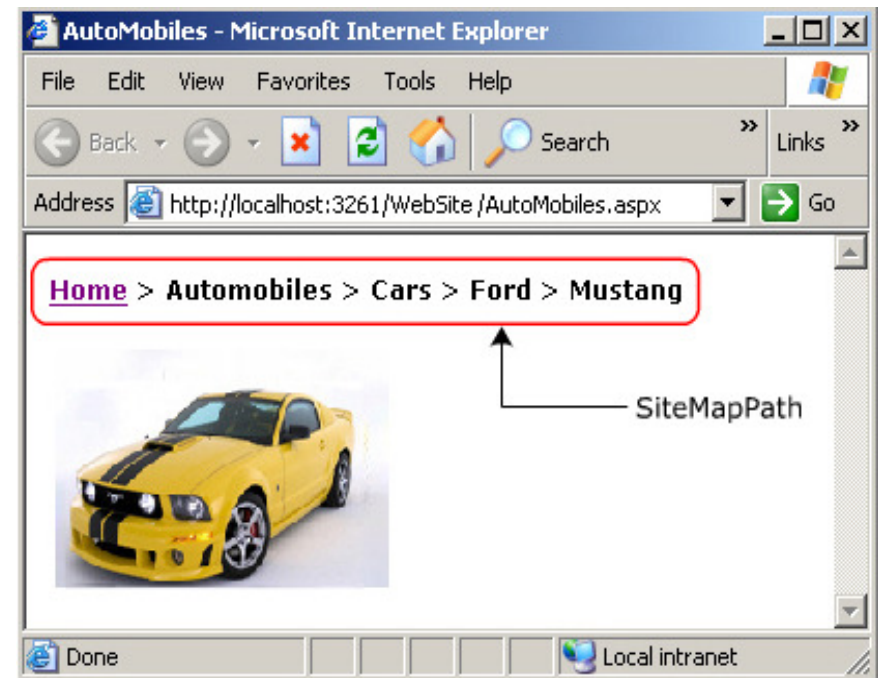 AutoMobiles - Microsoft Internet Explorer
File Edit View Favorites Tools Help
Back Search » Links »
Address http://localhost:3261/WebSite /AutoMobiles.aspx Go
Home > Automobiles > Cars > Ford > Mustang
SiteMapPath
Done Local intranet